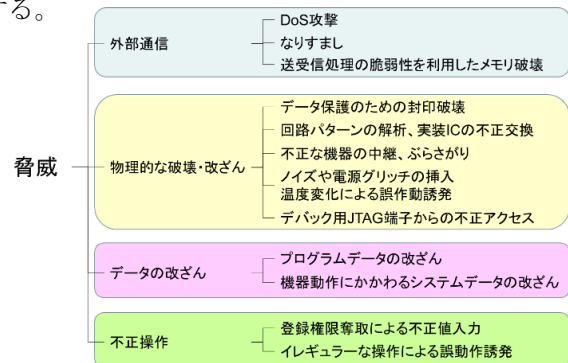 する。
外部通信
DoS攻撃
なりすまし
送受信処理の脆弱性を利用したメモリ破壊
脅威
物理的な破壊・改ざん
データ保護のための封印破壊
回路パターンの解析、実装ICの不正交換
不正な機器の中継、ぶらさがり
ノイズや電源グリッチの挿入
温度変化による誤作動誘発
デバック用JTAG端子からの不正アクセス
データの改ざん
プログラムデータの改ざん
機器動作にかかわるシステムデータの改ざん
不正操作
登録権限奪取による不正値入力
イレギュラーな操作による誤動作誘発